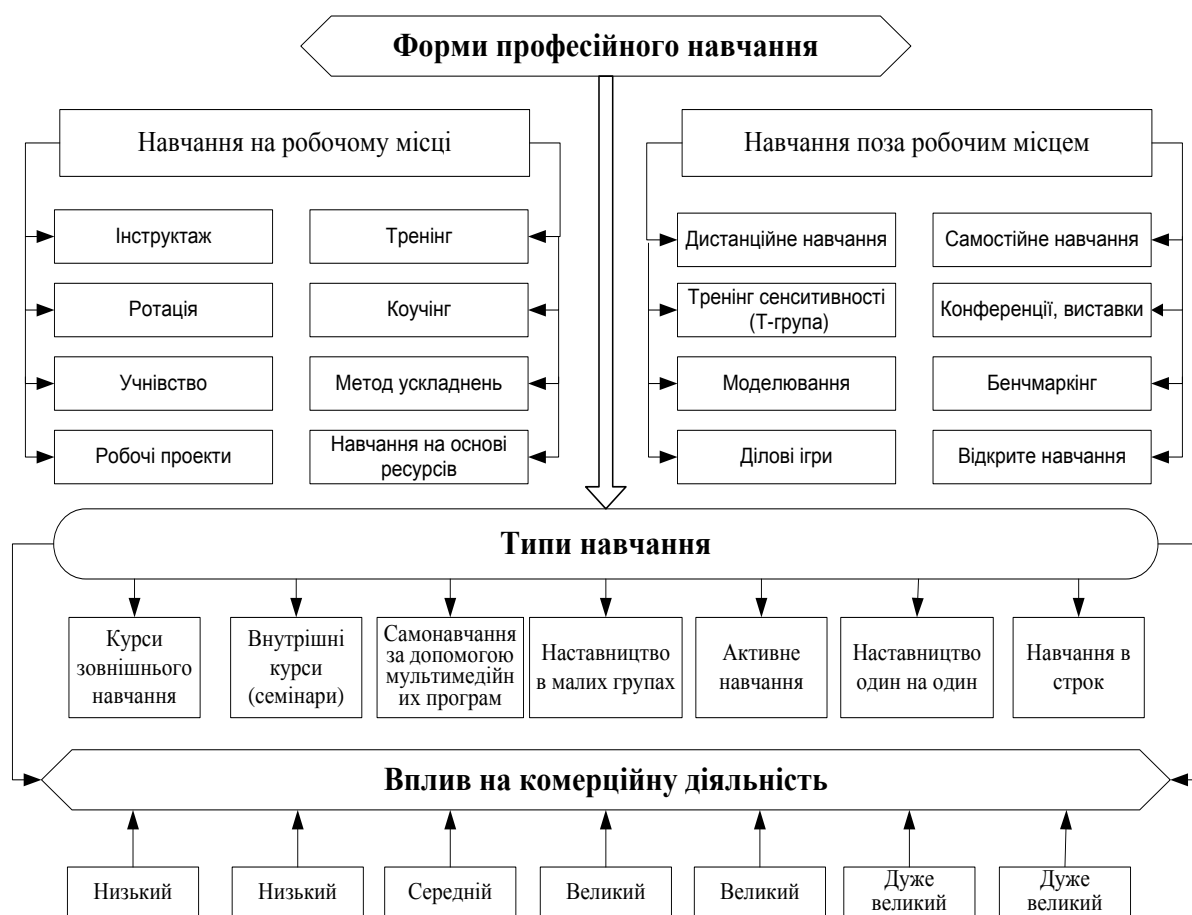 Форми професійного навчання
Навчання на робочому місці
Навчання поза робочим місцем
Інструктаж
Тренінг
Ротація
Коучінг
Учнівство
Метод ускладнень
Робочі проекти
Навчання на основі
ресурсів
Дистанційне навчання
Самостійне навчання
Тренінг сенситивності
(Т-група)
Конференції, виставки
Моделювання
Бенчмаркінг
Ділові ігри
Відкрите навчання
Типи навчання
Курси
зовнішнього
навчання
Внутрішні
курси
(семінари)
Самонавчання
за допомогою
мультимедійн
их програм
Наставництво
в малих групах
Активне
навчання
Наставництво
один на один
Навчання в
строк
Вплив на комерційну діяльність
Низький
Низький
Середній
Великий
Великий
Дуже
великий
Дуже
великий